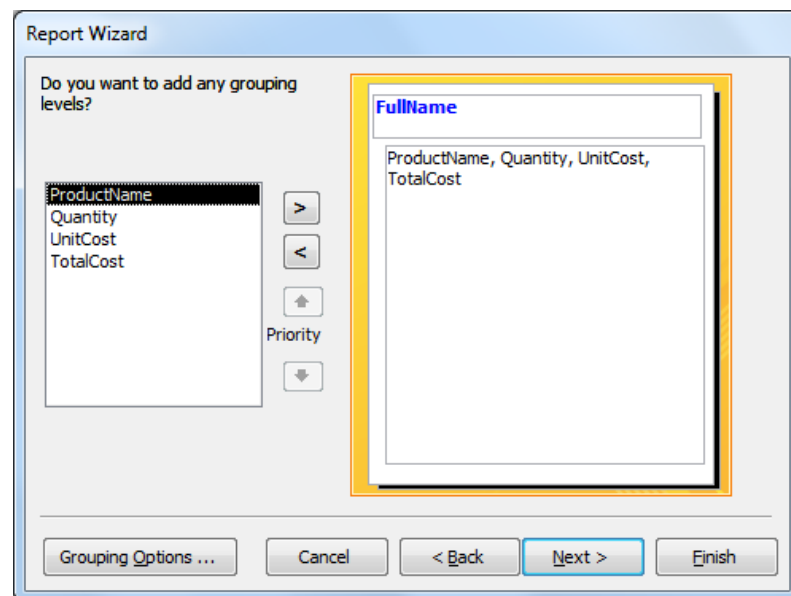 Report Wizard
Do you want to add any grouping
levels?
FullName
ProductName, Quantity, UnitCost,
TotalCost
ProductName
Quantity
UnitCost
TotalCost
>
<
Priority
Grouping Options ...
Cancel
< Back
Next >
Finish